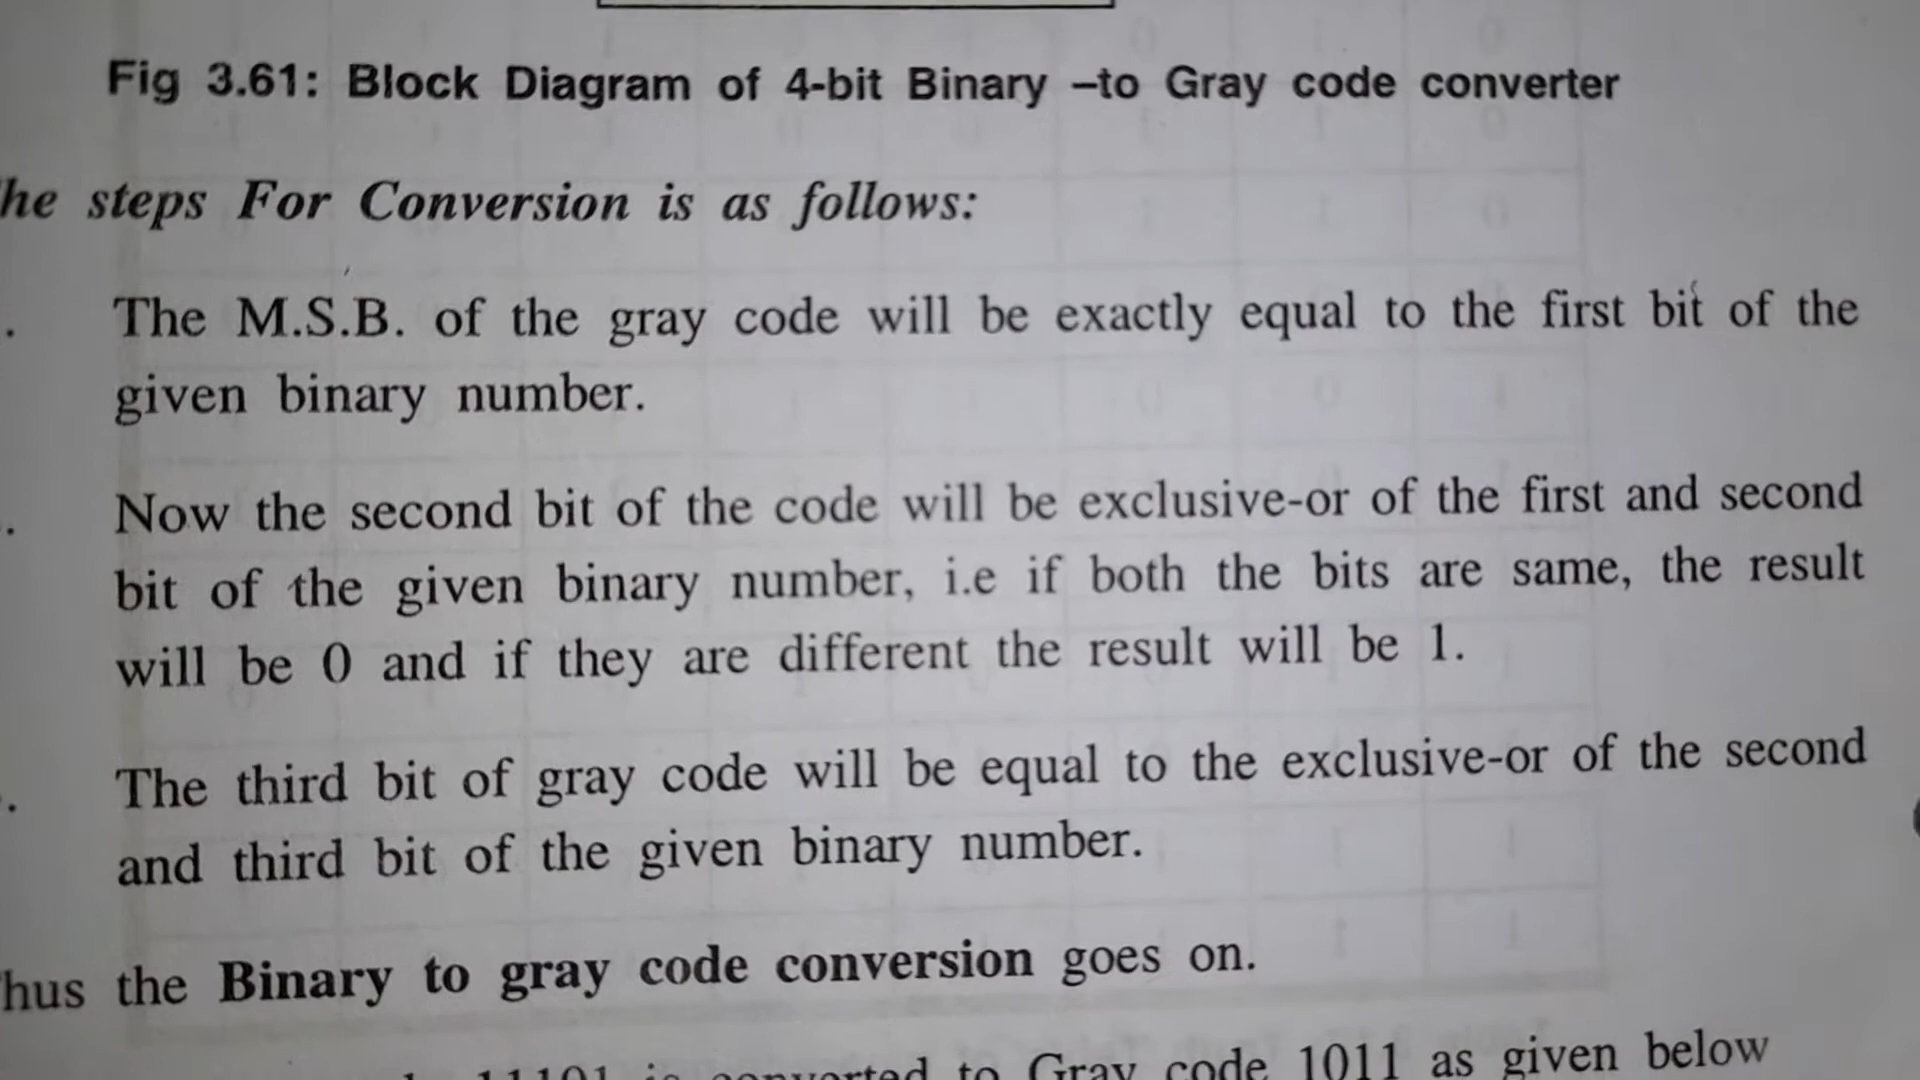 Fig 3.61: Block Diagram of 4-bit Binary –to Gray code converter
he steps For Conversion is as follows:
. The M.S.B. of the gray code will be exactly equal to the first bit of the
given binary number.
. Now the second bit of the code will be exclusive-or of the first and second
bit of the given binary number, i.e if both the bits are same, the result
will be 0 and if they are different the result will be 1.
. The third bit of gray code will be equal to the exclusive-or of the second
and third bit of the given binary number.
hus the Binary to gray code conversion goes on.
11101 is converted to Gray code 1011 as given below